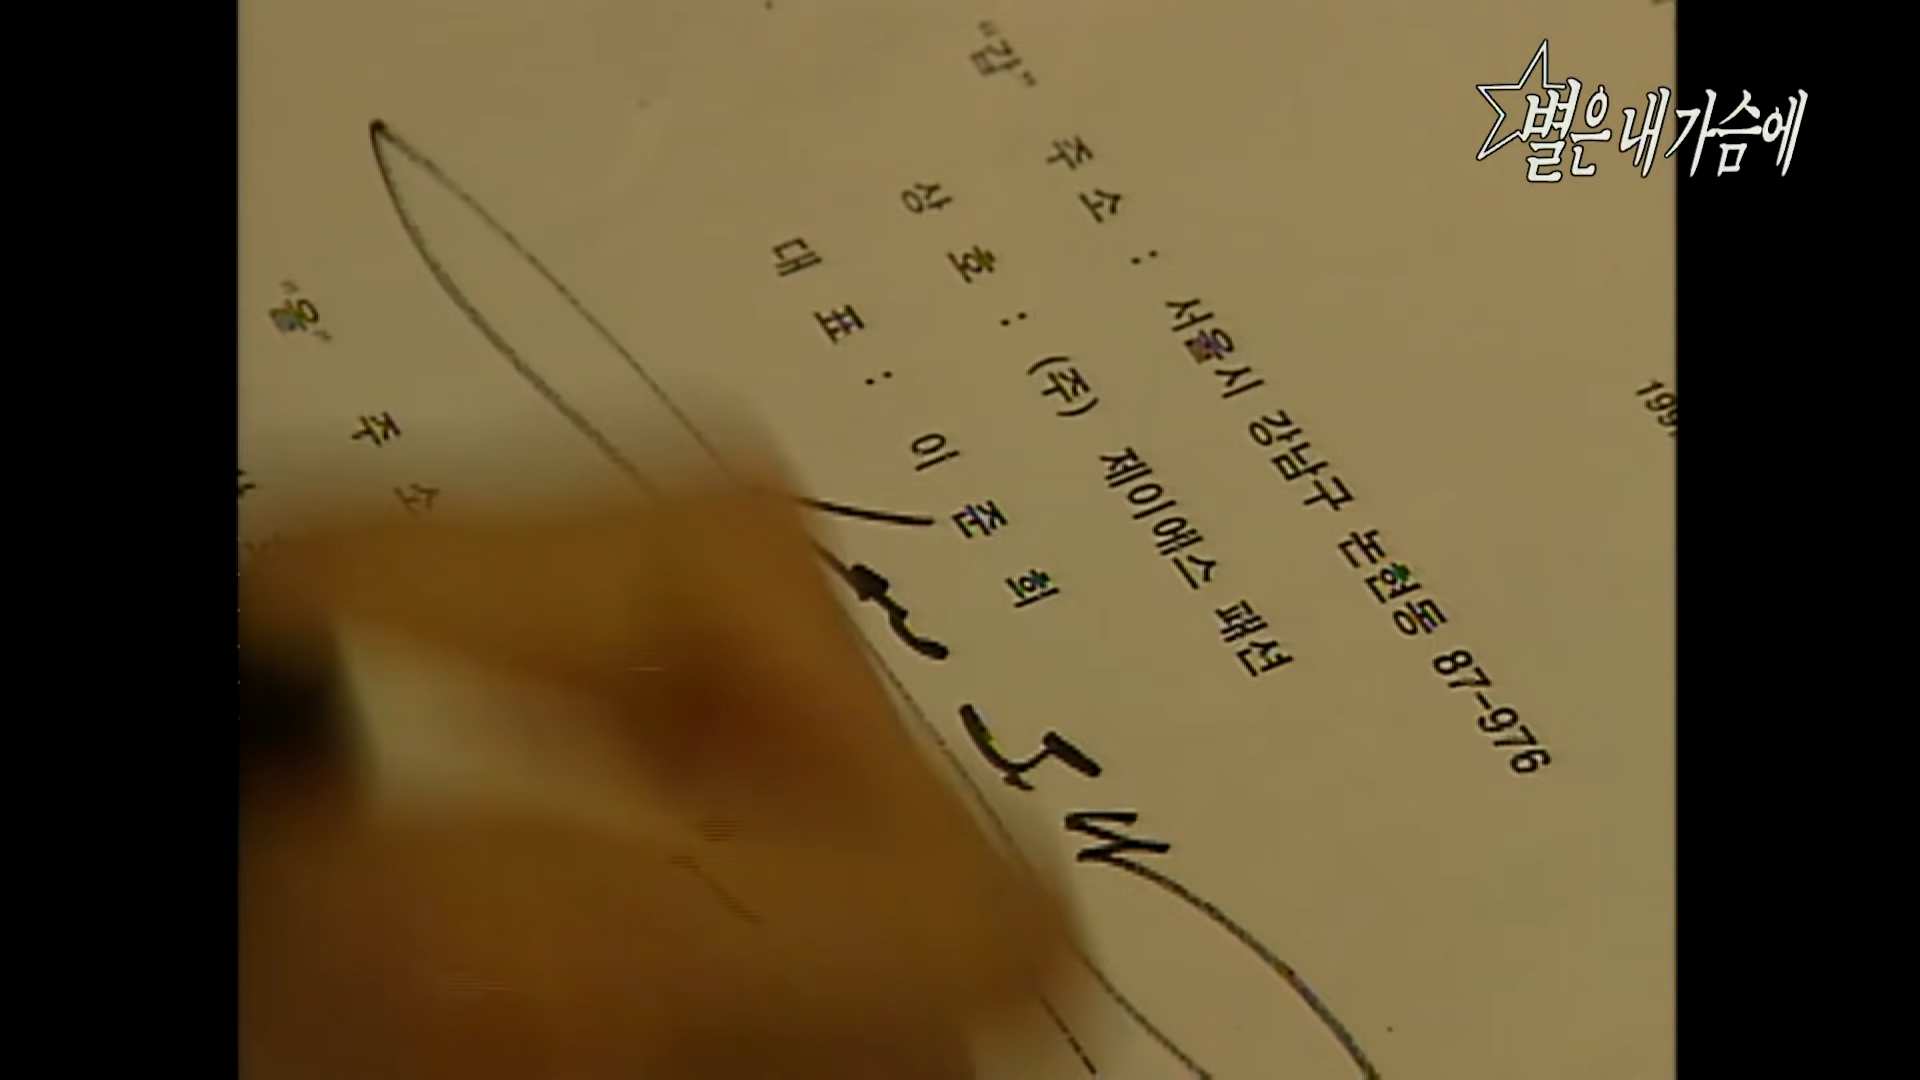 별은 내 가슴에
199
"갑" 주 소 : 서울시 강남구 논현동 87-976
상 호 : (주) 제이에스 패션
대 표 : 이 준 희
"을" 주 소